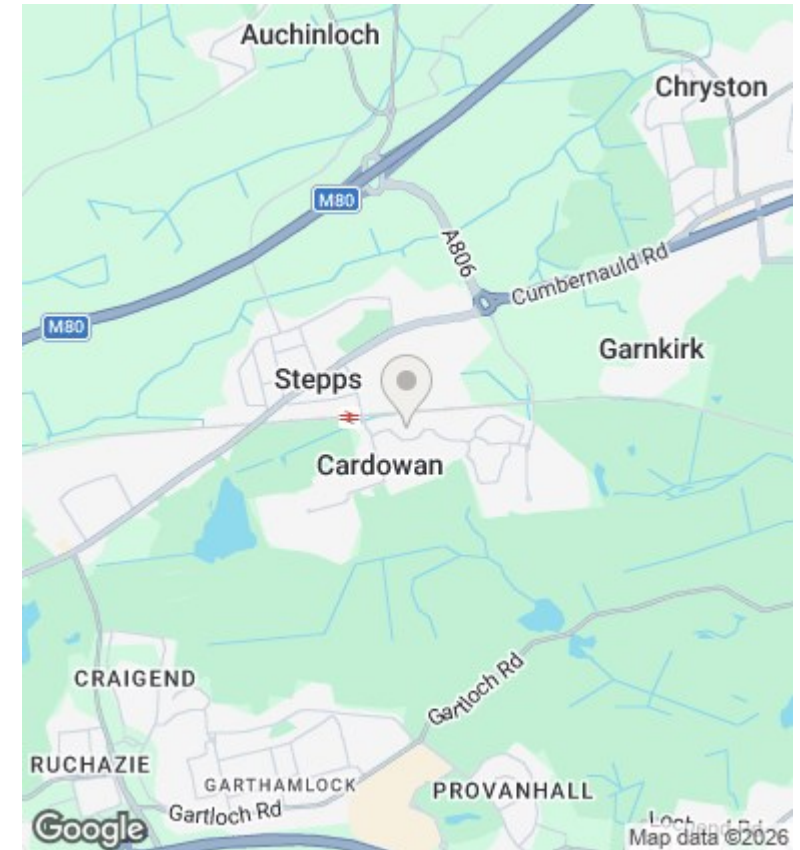 Auchinloch
Chryston
M80
A806
Cumbernauld Rd
M80
Garnkirk
Stepps
Cardowan
CRAIGEND
Gartloch Rd
RUCHAZIE
GARTHAMLOCK
PROVANHALL
Gartloch Rd
Google
Map data ©2026